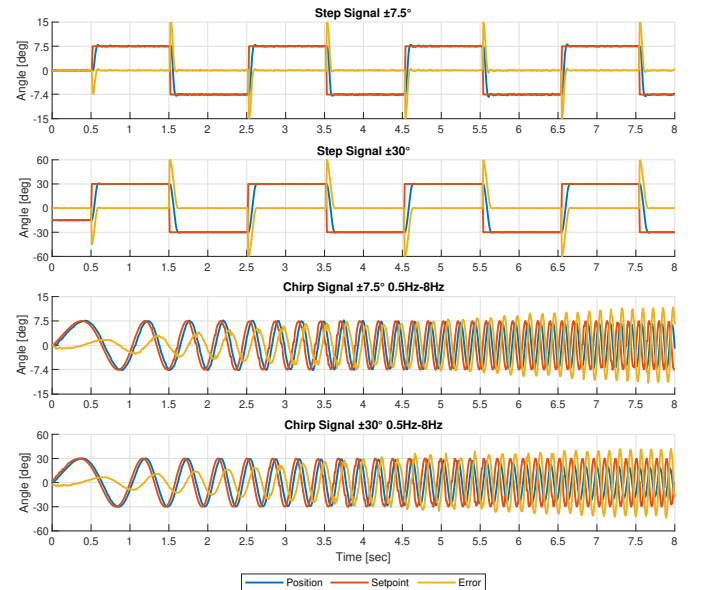 Step Signal ±7.5°
15
7.5
0
-7.4
-15
Angle [deg]
0 0.5 1 1.5 2 2.5 3 3.5 4 4.5 5 5.5 6 6.5 7 7.5 8
Step Signal ±30°
60
30
0
-30
-60
Angle [deg]
0 0.5 1 1.5 2 2.5 3 3.5 4 4.5 5 5.5 6 6.5 7 7.5 8
Chirp Signal ±7.5° 0.5Hz-8Hz
15
7.5
0
-7.4
-15
Angle [deg]
0 0.5 1 1.5 2 2.5 3 3.5 4 4.5 5 5.5 6 6.5 7 7.5 8
Chirp Signal ±30° 0.5Hz-8Hz
60
30
0
-30
-60
Angle [deg]
0 0.5 1 1.5 2 2.5 3 3.5 4 4.5 5 5.5 6 6.5 7 7.5 8
Time [sec]
Position Setpoint Error